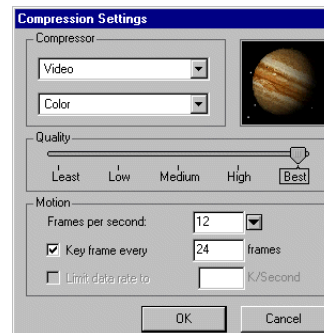 Compression Settings
Compressor
Video
Color
Quality
Least Low Medium High Best
Motion
Frames per second: 12
Key frame every 24 frames
Limit data rate to K/Second
OK Cancel